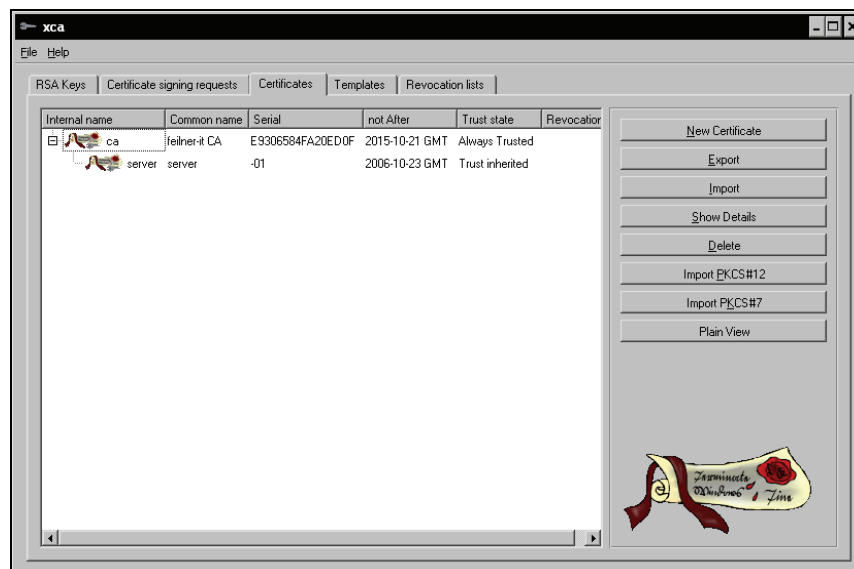 xca
File Help
RSA Keys Certificate signing requests Certificates Templates Revocation lists
Internal name Common name Serial not After Trust state Revocation
ca feilner-it CA E9306584FA20ED0F 2015-10-21 GMT Always Trusted
server server -01 2006-10-23 GMT Trust inherited
New Certificate
Export
Import
Show Details
Delete
Import PKCS#12
Import PKCS#7
Plain View
Windows